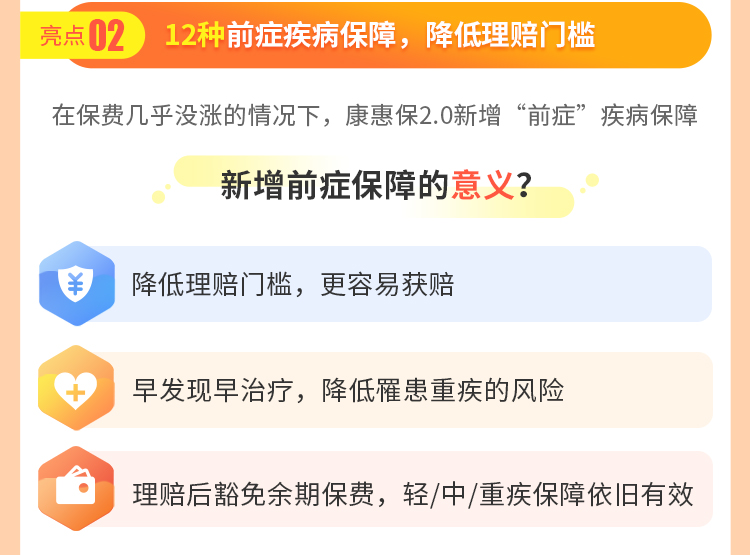 亮点02 12种前症疾病保障，降低理赔门槛
在保费几乎没涨的情况下，康惠保2.0新增“前症”疾病保障
新增前症保障的意义？
降低理赔门槛，更容易获赔
早发现早治疗，降低罹患重疾的风险
理赔后豁免余期保费，轻/中/重疾保障依旧有效